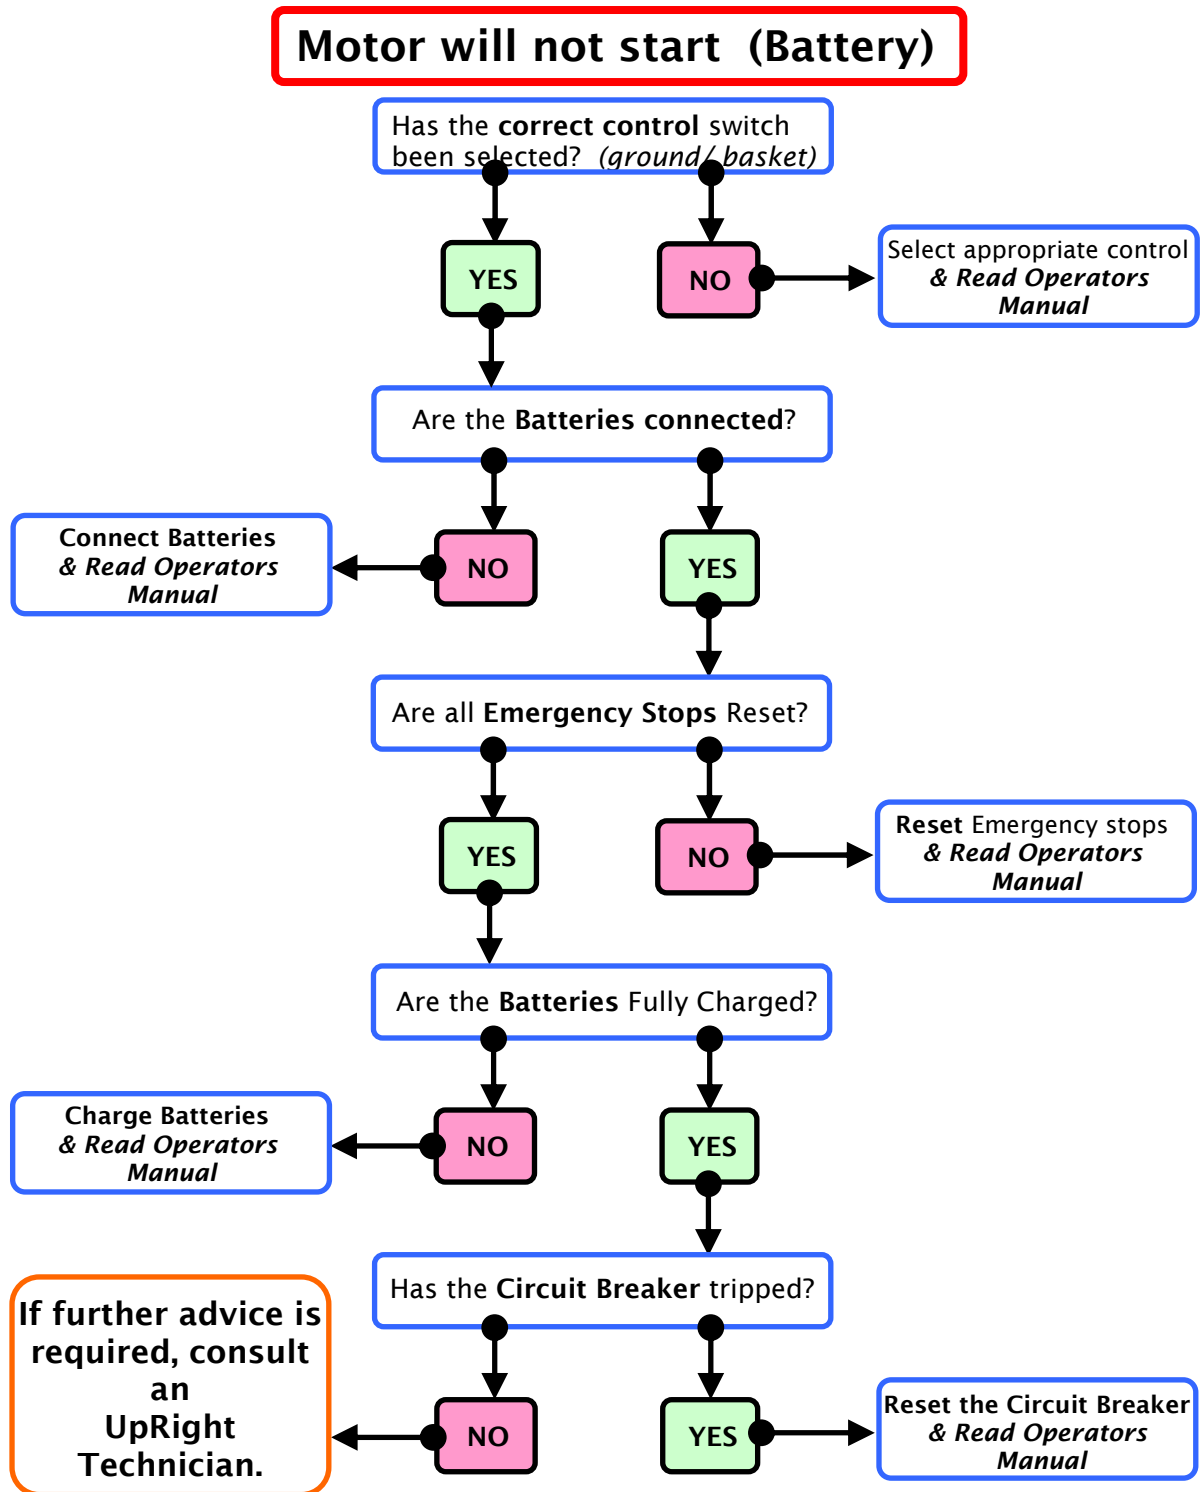 Motor will not start (Battery)
Has the correct control switch
been selected? (ground/ basket)
YES
NO
Select appropriate control
& Read Operators
Manual
Are the Batteries connected?
Connect Batteries
& Read Operators
Manual
NO
YES
Are all Emergency Stops Reset?
YES
NO
Reset Emergency stops
& Read Operators
Manual
Are the Batteries Fully Charged?
Charge Batteries
& Read Operators
Manual
NO
YES
Has the Circuit Breaker tripped?
If further advice is
required, consult
an
UpRight
Technician.
NO
YES
Reset the Circuit Breaker
& Read Operators
Manual